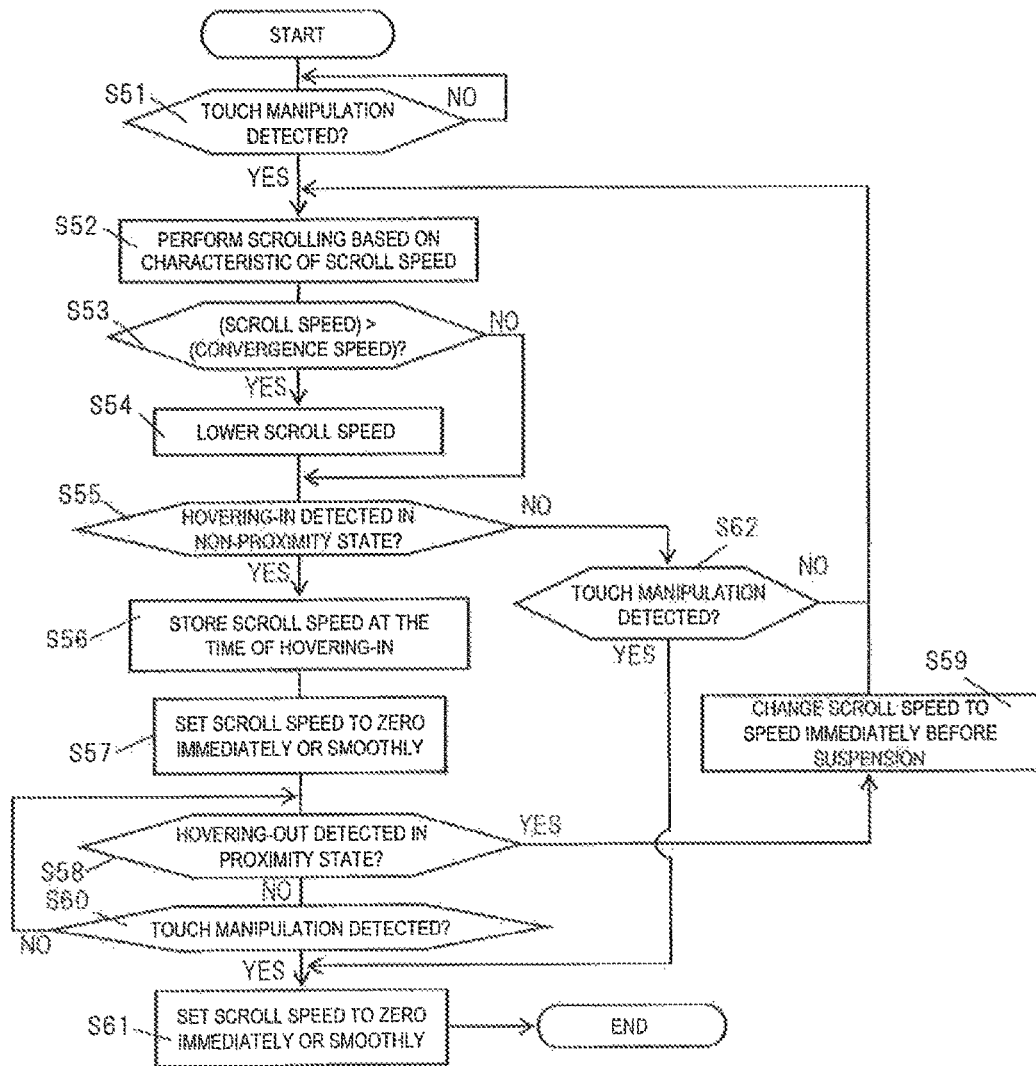 START
S51
TOUCH MANIPULATION
DETECTED?
NO
YES
S52
PERFORM SCROLLING BASED ON
CHARACTERISTIC OF SCROLL SPEED
S53
(SCROLL SPEED) >
(CONVERGENCE SPEED)?
NO
YES
S54
LOWER SCROLL SPEED
S55
HOVERING-IN DETECTED IN
NON-PROXIMITY STATE?
NO
YES
S62
TOUCH MANIPULATION
DETECTED?
NO
YES
S56
STORE SCROLL SPEED AT THE
TIME OF HOVERING-IN
S59
CHANGE SCROLL SPEED TO
SPEED IMMEDIATELY BEFORE
SUSPENSION
S57
SET SCROLL SPEED TO ZERO
IMMEDIATELY OR SMOOTHLY
S58
HOVERING-OUT DETECTED IN
PROXIMITY STATE?
YES
NO
S60
TOUCH MANIPULATION DETECTED?
NO
YES
S61
SET SCROLL SPEED TO ZERO
IMMEDIATELY OR SMOOTHLY
END